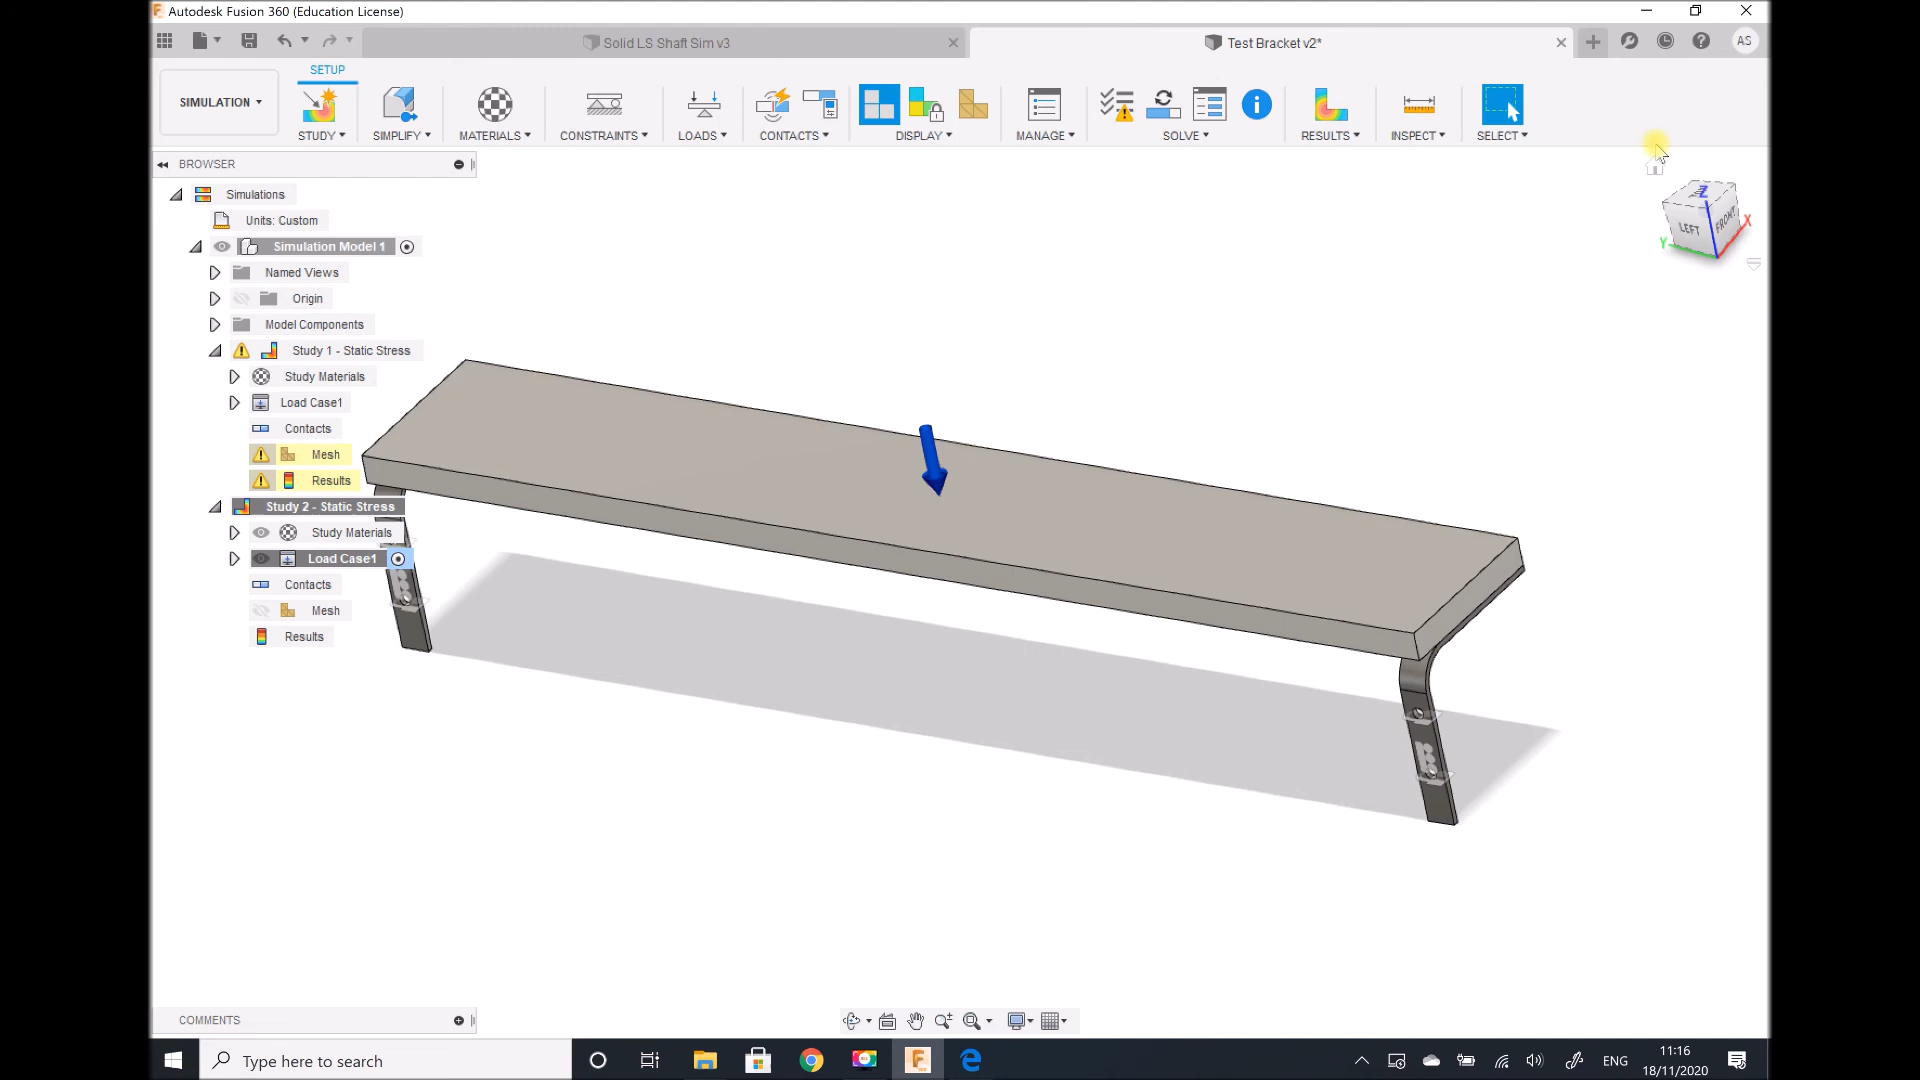 Autodesk Fusion 360 (Education License)
Solid LS Shaft Sim v3
Test Bracket v2*
AS
SETUP
SIMULATION
STUDY
SIMPLIFY
MATERIALS
CONSTRAINTS
LOADS
CONTACTS
DISPLAY
MANAGE
SOLVE
RESULTS
INSPECT
SELECT
BROWSER
Simulations
Units: Custom
Simulation Model 1
Named Views
Origin
Model Components
Study 1 - Static Stress
Study Materials
Load Case1
Contacts
Mesh
Results
Study 2 - Static Stress
Study Materials
Load Case1
Contacts
Mesh
Results
Z
X
Y
LEFT
FRONT
COMMENTS
Type here to search
ENG
11:16
18/11/2020